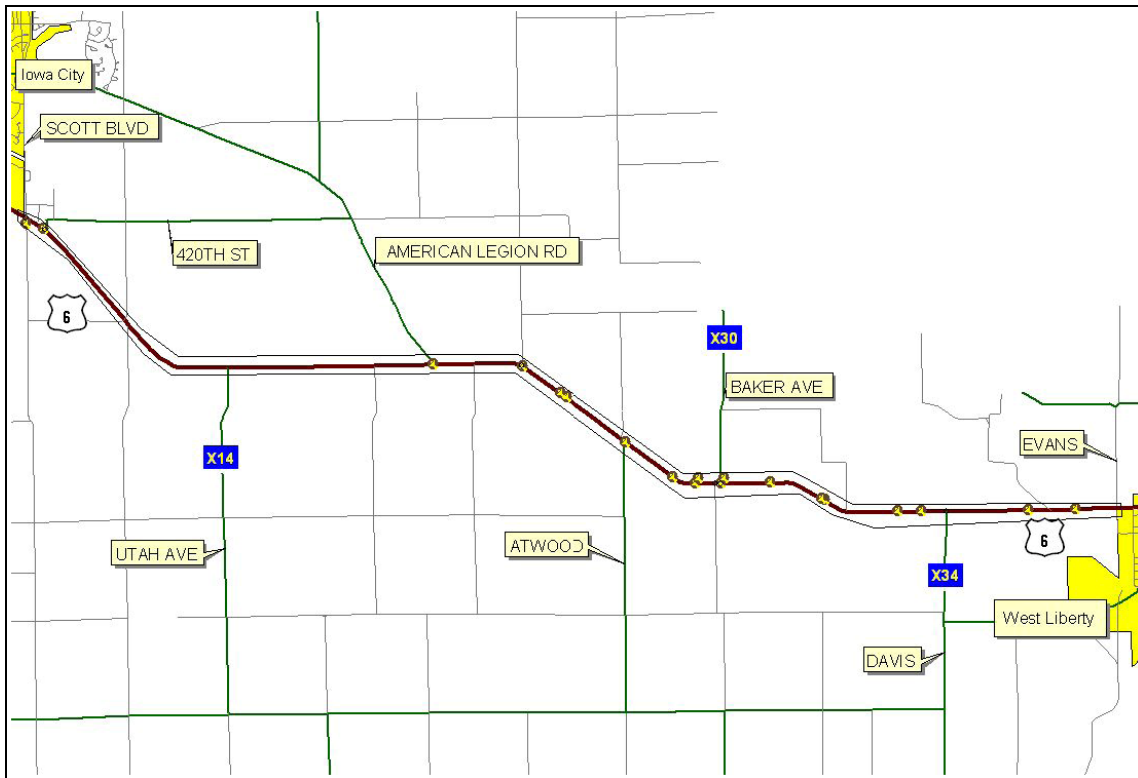 Iowa City
SCOTT BLVD
420TH ST
AMERICAN LEGION RD
6
X30
BAKER AVE
EVANS
X14
UTAH AVE
ATWOOD
6
X34
West Liberty
DAVIS